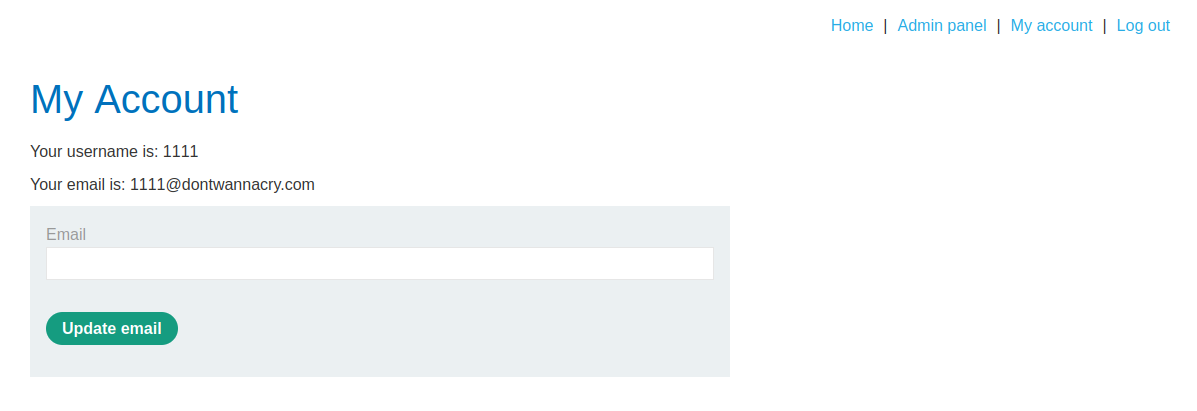 Home | Admin panel | My account | Log out
My Account
Your username is: 1111
Your email is: 1111@dontwannacry.com
Email
Update email